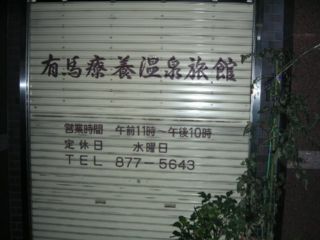 有馬療養温泉旅館
営業時間 午前11時～午後10時
定休日 水曜日
TEL 877-5643